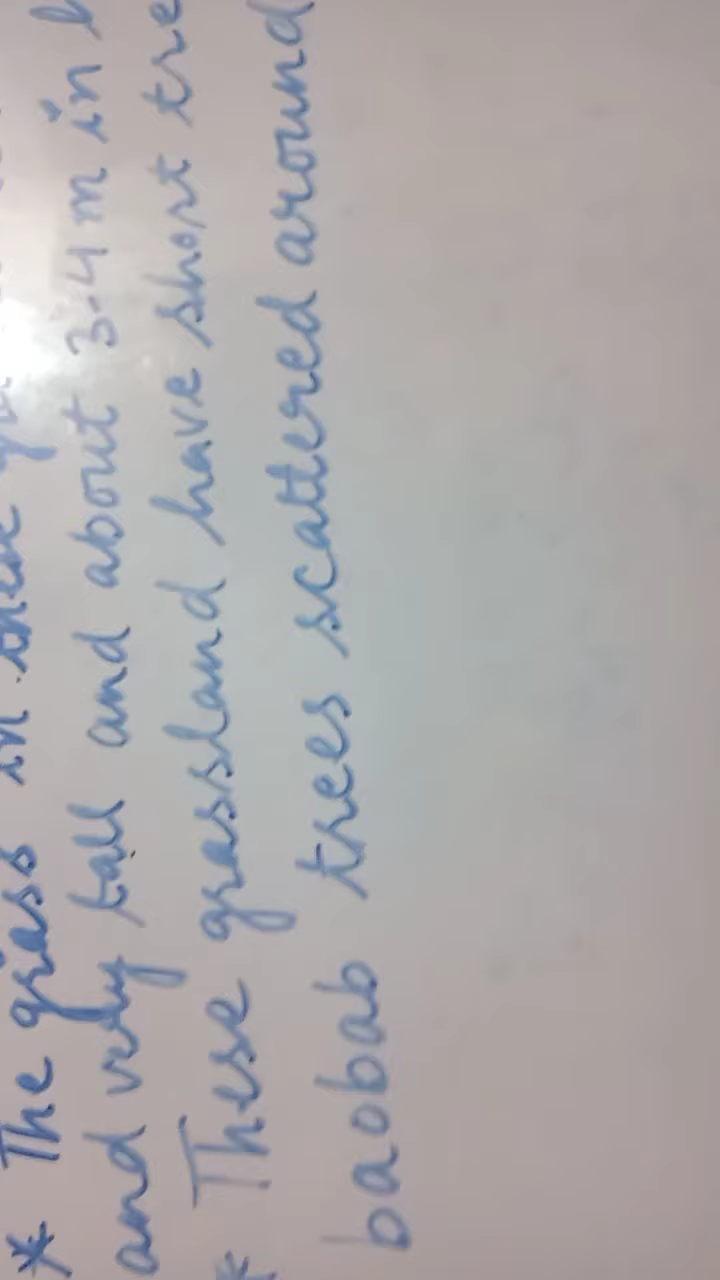 * The grass in these
and very tall and about 3-4 m in
* These grassland have short tre
baobab trees scattered around